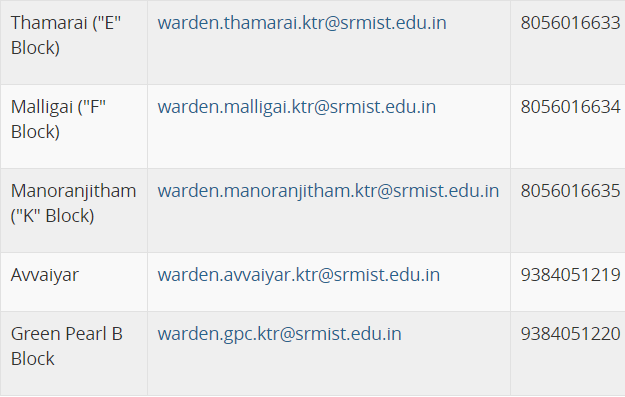 Thamarai ("E" Block) warden.thamarai.ktr@srmist.edu.in 8056016633
Malligai ("F" Block) warden.malligai.ktr@srmist.edu.in 8056016634
Manoranjitham ("K" Block) warden.manoranjitham.ktr@srmist.edu.in 8056016635
Avvaiyar warden.avvaiyar.ktr@srmist.edu.in 9384051219
Green Pearl B Block warden.gpc.ktr@srmist.edu.in 9384051220